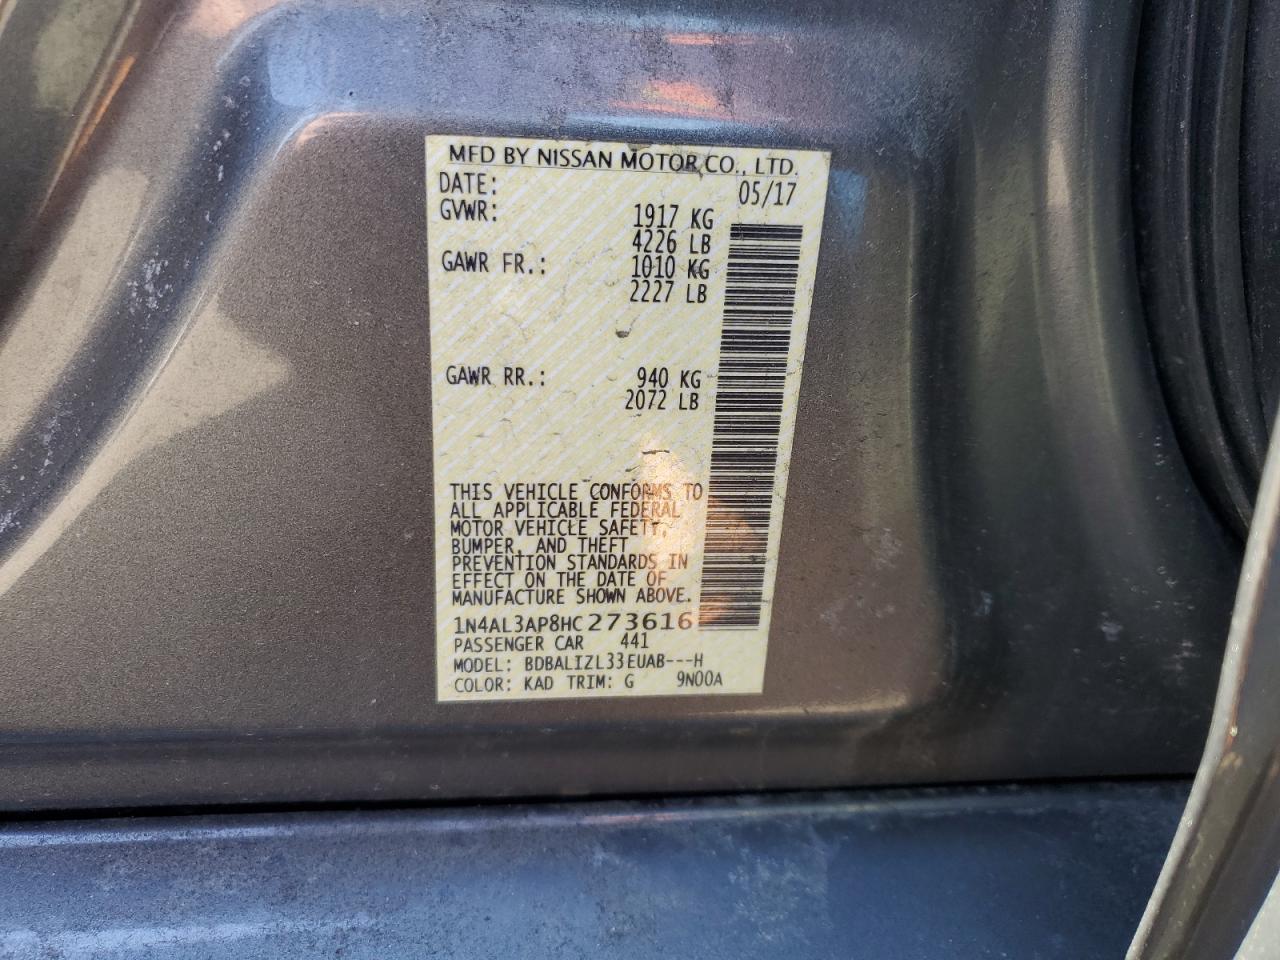 MFD BY NISSAN MOTOR CO., LTD.
DATE: 05/17
GVWR: 1917 KG
4226 LB
GAWR FR.: 1010 KG
2227 LB
GAWR RR.: 940 KG
2072 LB
THIS VEHICLE CONFORMS TO
ALL APPLICABLE FEDERAL
MOTOR VEHICLE SAFETY,
BUMPER, AND THEFT
PREVENTION STANDARDS IN
EFFECT ON THE DATE OF
MANUFACTURE SHOWN ABOVE.
1N4AL3AP8HC273616
PASSENGER CAR 441
MODEL: BDBALIZL33EUAB---H
COLOR: KAD TRIM: G 9N00A